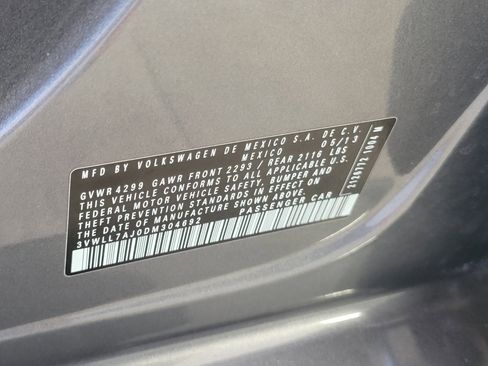 MFD BY VOLKSWAGEN DE MEXICO S.A. DE C.V.
MEXICO 05/13
GVWR 4299 GAWR FRONT 2293 / REAR 2116 LBS
THIS VEHICLE CONFORMS TO ALL APPLICABLE U.S.
FEDERAL MOTOR VEHICLE SAFETY, BUMPER AND
THEFT PREVENTION STANDARDS IN EFFECT ON THE
DATE OF MANUFACTURE SHOWN ABOVE.
3VWLL7AJ0DM304692 PASSENGER CAR